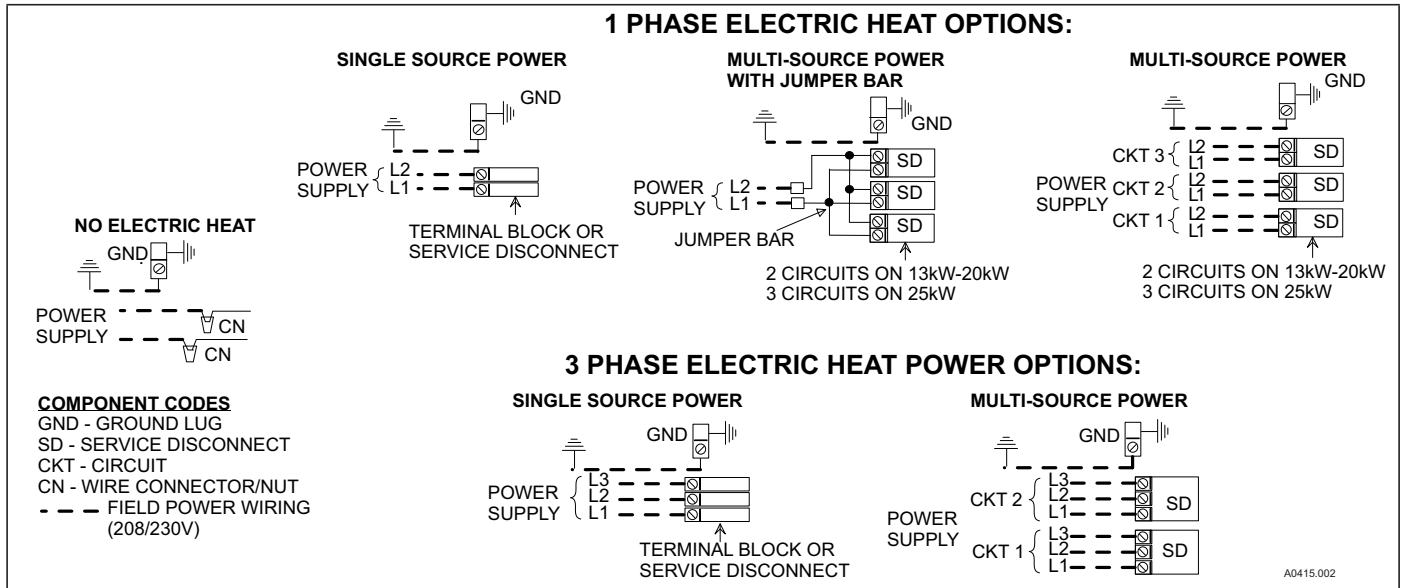 1 PHASE ELECTRIC HEAT OPTIONS:
SINGLE SOURCE POWER
GND
POWER
SUPPLY
L2
L1
TERMINAL BLOCK OR
SERVICE DISCONNECT
MULTI-SOURCE POWER
WITH JUMPER BAR
GND
POWER
SUPPLY
L2
L1
SD
SD
SD
JUMPER BAR
2 CIRCUITS ON 13kW-20kW
3 CIRCUITS ON 25kW
MULTI-SOURCE POWER
GND
POWER
SUPPLY
CKT 3
L2
L1
SD
CKT 2
L2
L1
SD
CKT 1
L2
L1
SD
2 CIRCUITS ON 13kW-20kW
3 CIRCUITS ON 25kW
NO ELECTRIC HEAT
GND
POWER
SUPPLY
CN
CN
COMPONENT CODES
GND - GROUND LUG
SD - SERVICE DISCONNECT
CKT - CIRCUIT
CN - WIRE CONNECTOR/NUT
FIELD POWER WIRING
(208/230V)
3 PHASE ELECTRIC HEAT POWER OPTIONS:
SINGLE SOURCE POWER
GND
POWER
SUPPLY
L3
L2
L1
TERMINAL BLOCK OR
SERVICE DISCONNECT
MULTI-SOURCE POWER
GND
POWER
SUPPLY
CKT 2
L3
L2
L1
SD
CKT 1
L3
L2
L1
SD
A0415.002